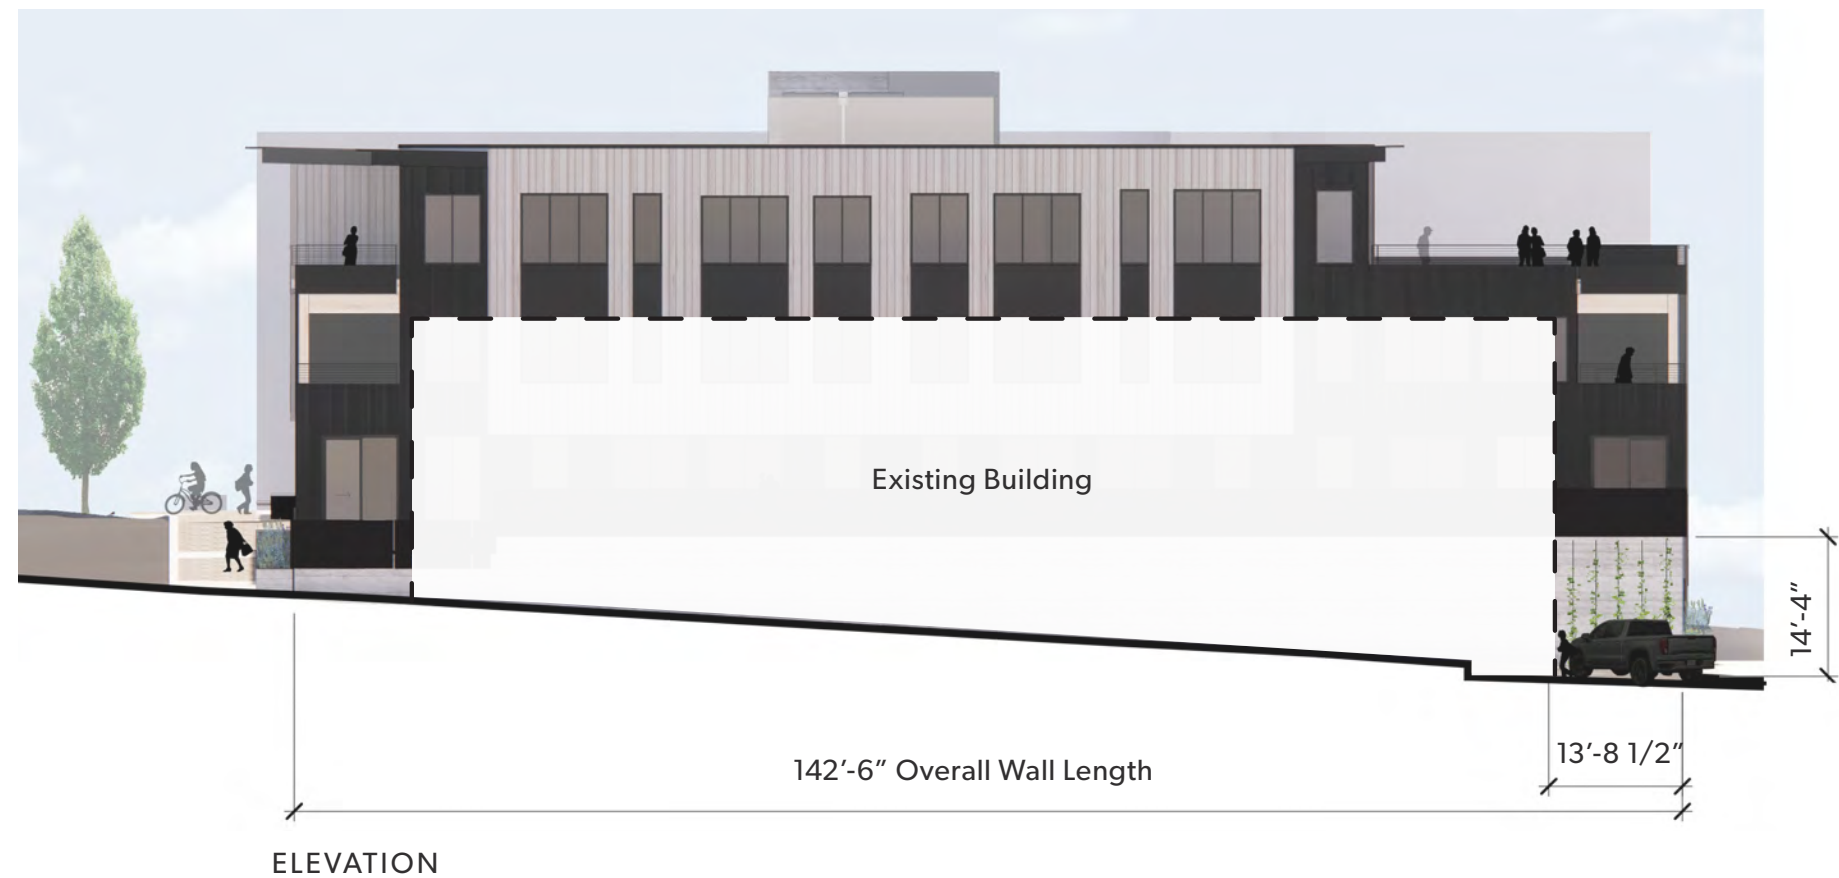 Existing Building
14’-4”
13’-8 1/2”
142’-6” Overall Wall Length
ELEVATION